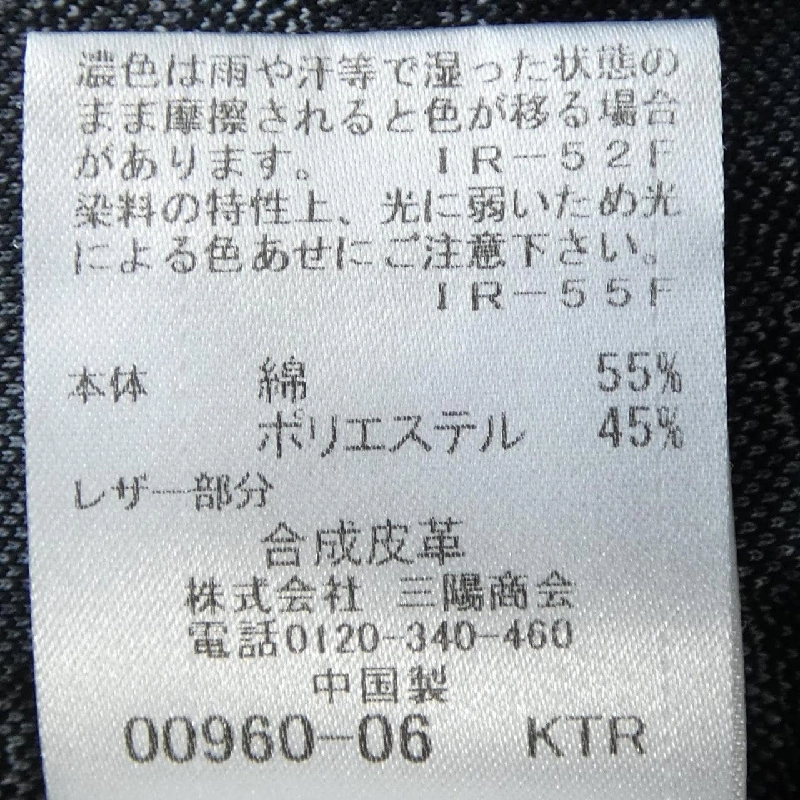 濃色は雨や汗等で湿った状態の
まま摩擦されると色が移る場合
があります。 IR-52F
染料の特性上、光に弱いため光
による色あせにご注意下さい。
IR-55F
本体 綿 55%
ポリエステル 45%
レザー部分
合成皮革
株式会社 三陽商会
電話0120-340-460
中国製
00960-06 KTR